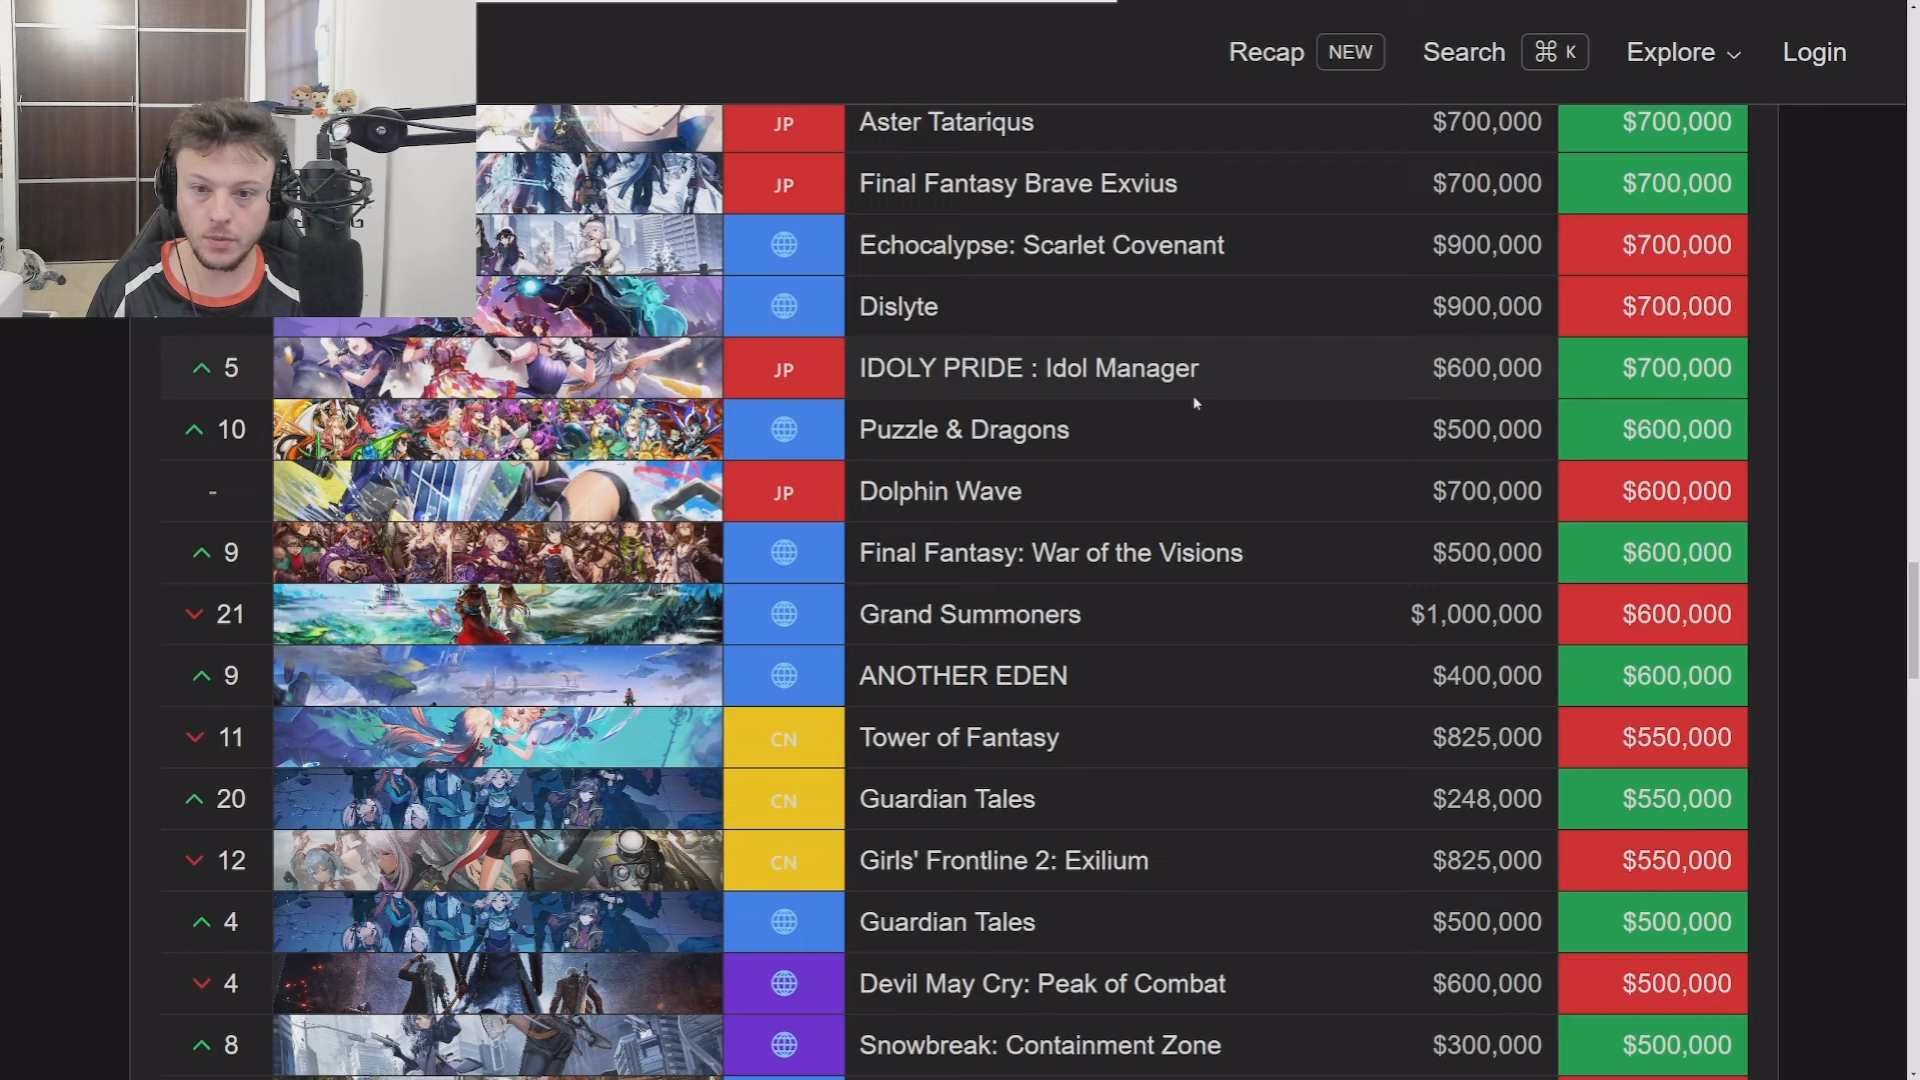 Recap NEW Search ⌘ K Explore Login
JP Aster Tatariqus $700,000 $700,000
JP Final Fantasy Brave Exvius $700,000 $700,000
Echocalypse: Scarlet Covenant $900,000 $700,000
Dislyte $900,000 $700,000
5 JP IDOLY PRIDE : Idol Manager $600,000 $700,000
10 Puzzle & Dragons $500,000 $600,000
- JP Dolphin Wave $700,000 $600,000
9 Final Fantasy: War of the Visions $500,000 $600,000
21 Grand Summoners $1,000,000 $600,000
9 ANOTHER EDEN $400,000 $600,000
11 CN Tower of Fantasy $825,000 $550,000
20 CN Guardian Tales $248,000 $550,000
12 CN Girls' Frontline 2: Exilium $825,000 $550,000
4 Guardian Tales $500,000 $500,000
4 Devil May Cry: Peak of Combat $600,000 $500,000
8 Snowbreak: Containment Zone $300,000 $500,000